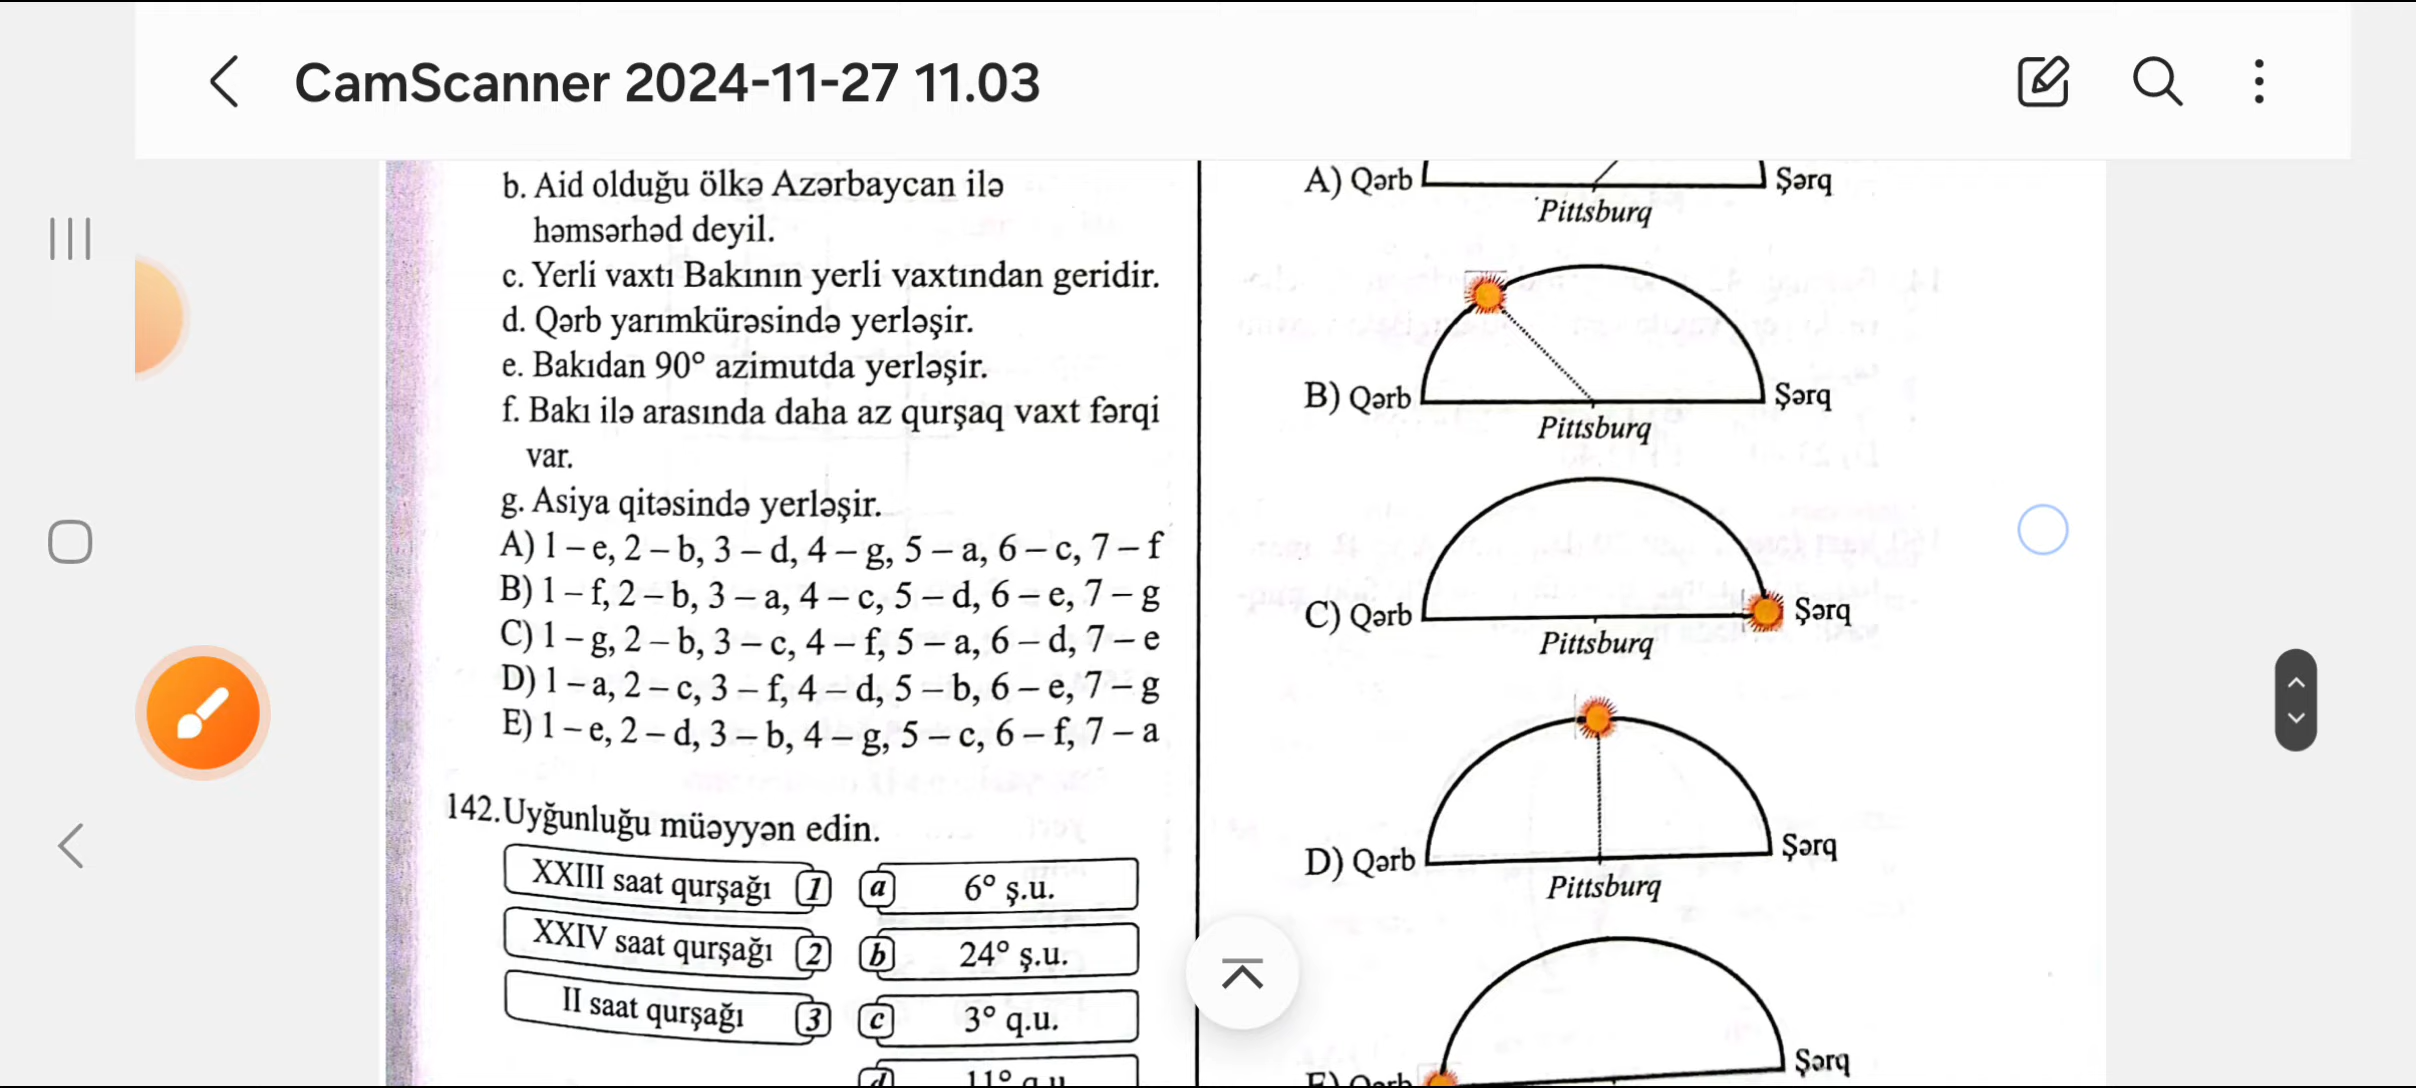 CamScanner 2024-11-27 11.03
b. Aid olduğu ölkə Azərbaycan ilə
həmsərhəd deyil.
c. Yerli vaxtı Bakının yerli vaxtından geridir.
d. Qərb yarımkürəsində yerləşir.
e. Bakıdan 90° azimutda yerləşir.
f. Bakı ilə arasında daha az qurşaq vaxt fərqi
var.
g. Asiya qitəsində yerləşir.
A) 1 – e, 2 – b, 3 – d, 4 – g, 5 – a, 6 – c, 7 – f
B) 1 – f, 2 – b, 3 – a, 4 – c, 5 – d, 6 – e, 7 – g
C) 1 – g, 2 – b, 3 – c, 4 – f, 5 – a, 6 – d, 7 – e
D) 1 – a, 2 – c, 3 – f, 4 – d, 5 – b, 6 – e, 7 – g
E) 1 – e, 2 – d, 3 – b, 4 – g, 5 – c, 6 – f, 7 – a
142. Uyğunluğu müəyyən edin.
XXIII saat qurşağı 1 a 6° ş.u.
XXIV saat qurşağı 2 b 24° ş.u.
II saat qurşağı 3 c 3° q.u.
d 11° q.u.
A) Qərb Şərq
Pittsburq
B) Qərb Şərq
Pittsburq
C) Qərb Şərq
Pittsburq
D) Qərb Şərq
Pittsburq
E) Qərb Şərq